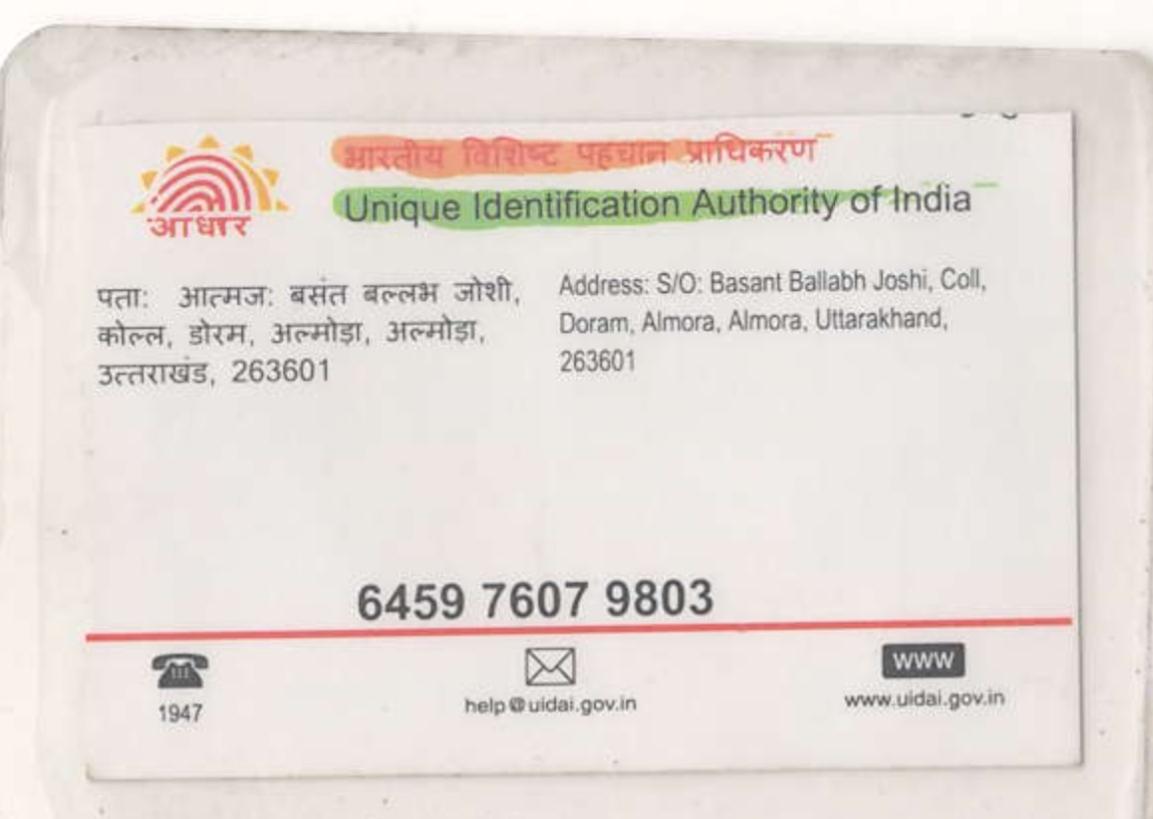 भारतीय विशिष्ट पहचान प्राधिकरण
Unique Identification Authority of India
आधार
पता: आत्मज: बसंत बल्लभ जोशी,
कोल्ल, डोरम, अल्मोड़ा, अल्मोड़ा,
उत्तराखंड, 263601
Address: S/O: Basant Ballabh Joshi, Coll,
Doram, Almora, Almora, Uttarakhand,
263601
6459 7607 9803
1947
help@uidai.gov.in
www
www.uidai.gov.in